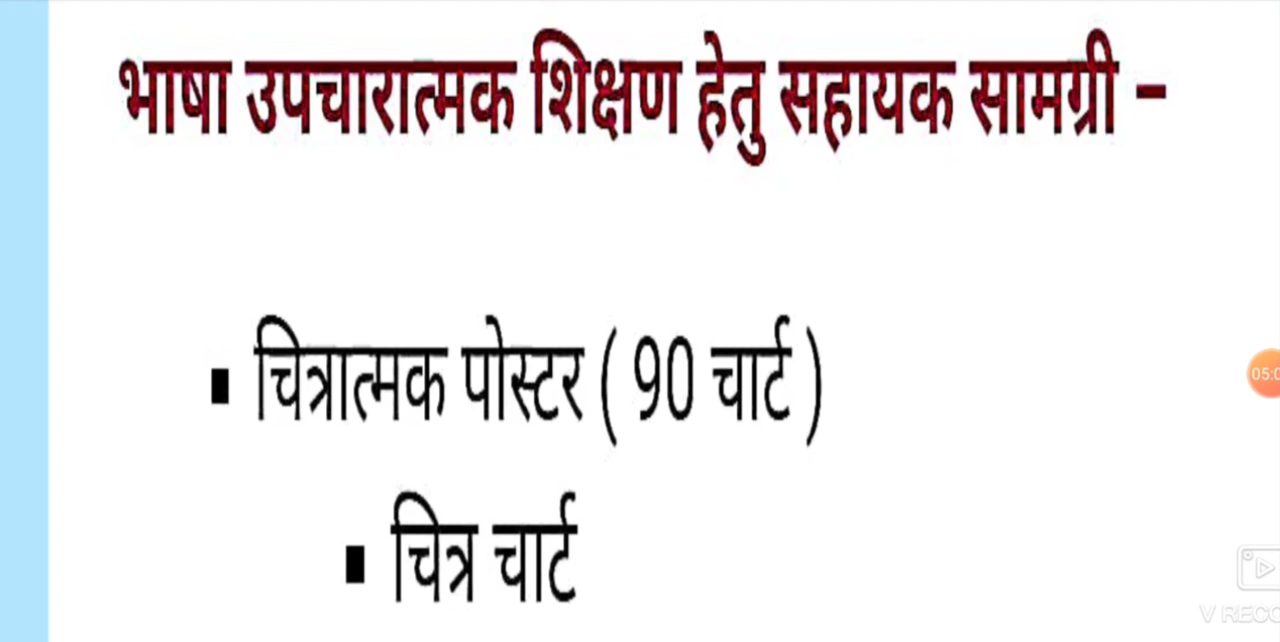 भाषा उपचारात्मक शिक्षण हेतु सहायक सामग्री –
▪ चित्रात्मक पोस्टर ( 90 चार्ट )
▪ चित्र चार्ट